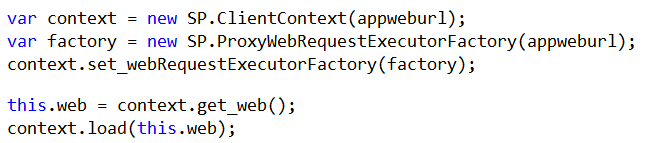 var context = new SP.ClientContext(appweburl);
var factory = new SP.ProxyWebRequestExecutorFactory(appweburl);
context.set_webRequestExecutorFactory(factory);
this.web = context.get_web();
context.load(this.web);